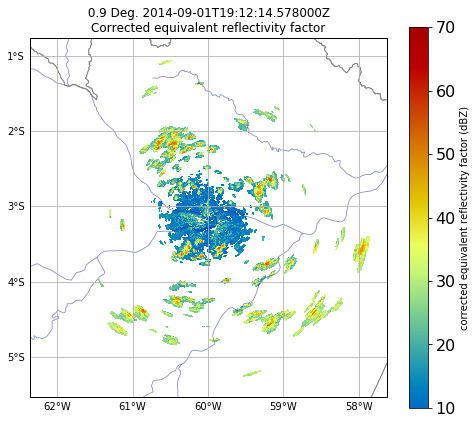 0.9 Deg. 2014-09-01T19:12:14.578000Z
Corrected equivalent reflectivity factor
1°S
2°S
3°S
4°S
5°S
62°W 61°W 60°W 59°W 58°W
70
60
50
40
30
20
10
corrected equivalent reflectivity factor (dBZ)